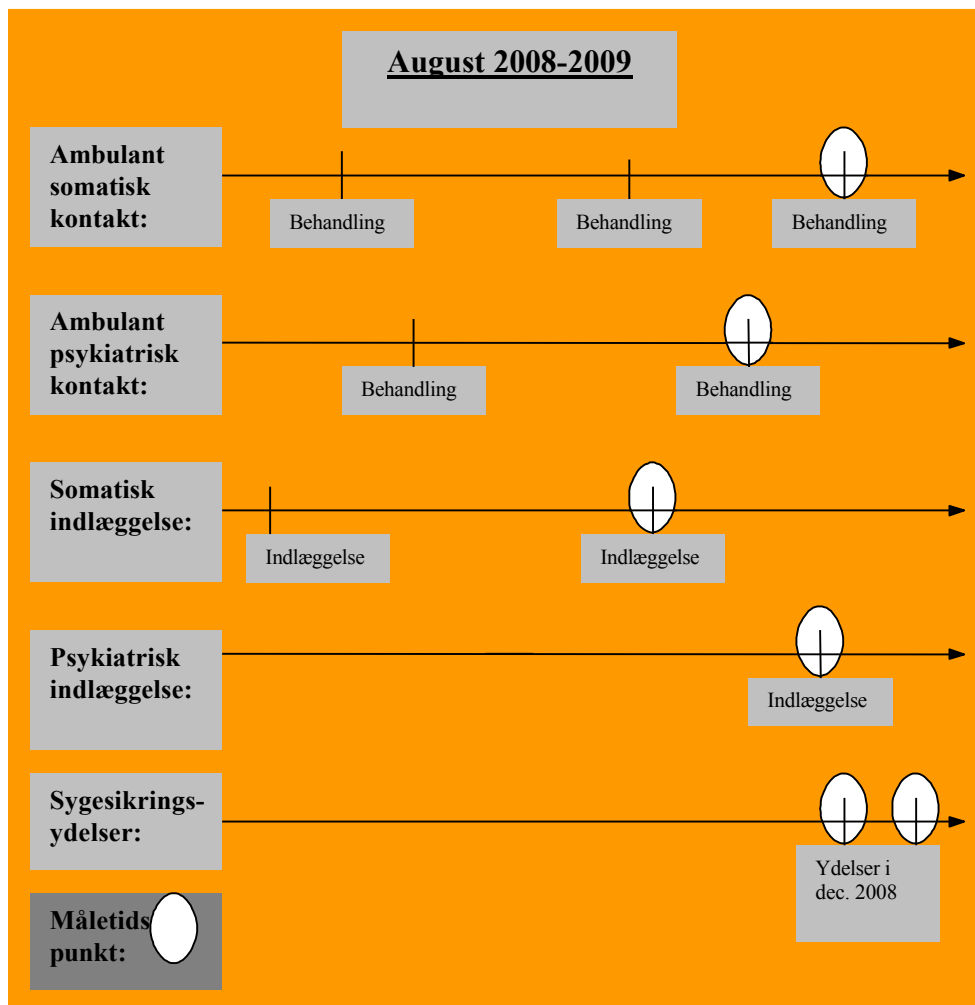 August 2008-2009
Ambulant
somatisk
kontakt:
Behandling
Behandling
Behandling
Ambulant
psykiatrisk
kontakt:
Behandling
Behandling
Somatisk
indlæggelse:
Indlæggelse
Indlæggelse
Psykiatrisk
indlæggelse:
Indlæggelse
Sygesikrings-
ydelser:
Ydelser i
dec. 2008
Måletids
punkt: